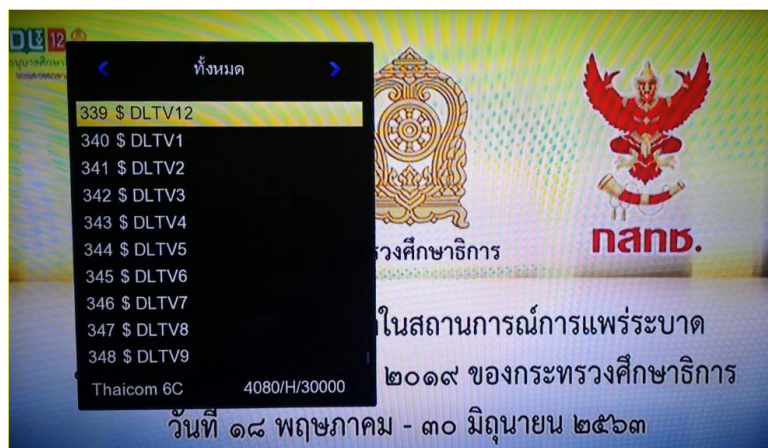 DLTV 12
ทั้งหมด
339 $ DLTV12
340 $ DLTV1
341 $ DLTV2
342 $ DLTV3
343 $ DLTV4
344 $ DLTV5
345 $ DLTV6
346 $ DLTV7
347 $ DLTV8
348 $ DLTV9
Thaicom 6C 4080/H/30000
รวงศึกษาธิการ
กสทช.
ในสถานการณ์การแพร่ระบาด
๒๐๑๙ ของกระทรวงศึกษาธิการ
วันที่ ๑๘ พฤษภาคม - ๓๐ มิถุนายน ๒๕๖๓